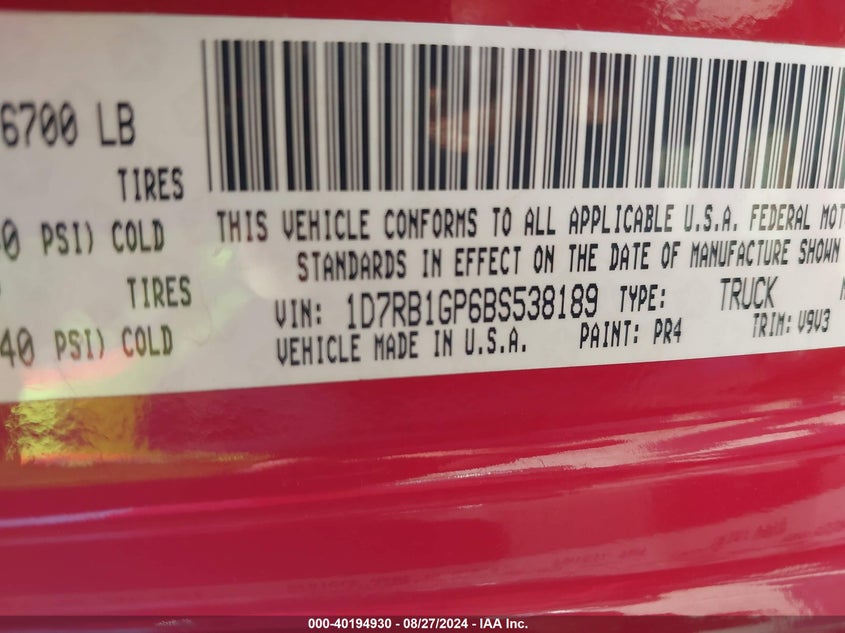 6700 LB
TIRES
0 PSI) COLD
TIRES
40 PSI) COLD
THIS VEHICLE CONFORMS TO ALL APPLICABLE U.S.A. FEDERAL MOT
STANDARDS IN EFFECT ON THE DATE OF MANUFACTURE SHOWN
VIN: 1D7RB1GP6BS538189 TYPE: TRUCK
VEHICLE MADE IN U.S.A. PAINT: PR4 TRIM: V9V3
000-40194930 - 08/27/2024 - IAA Inc.